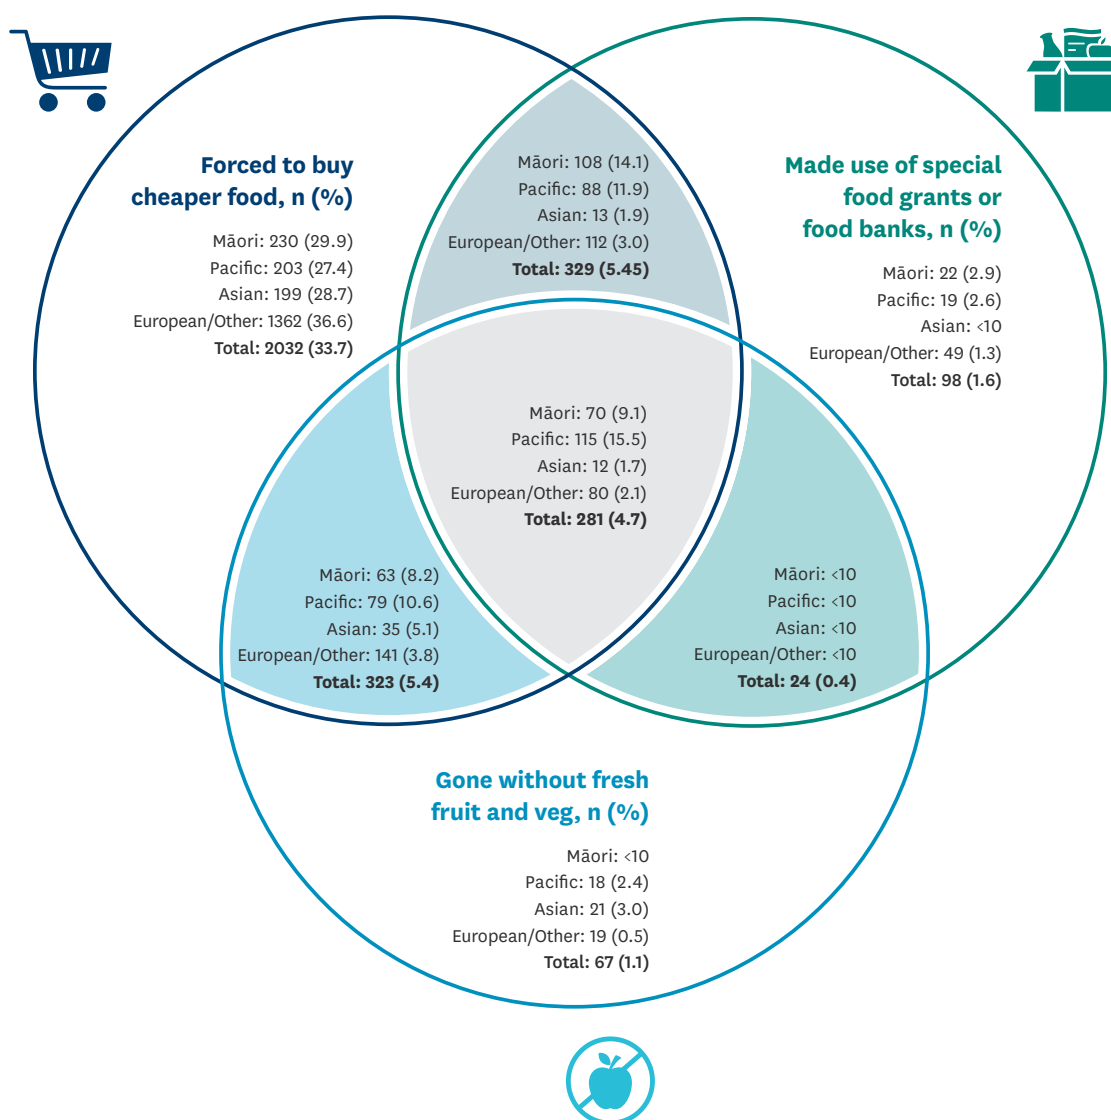 Forced to buy
cheaper food, n (%)
Māori: 230 (29.9)
Pacific: 203 (27.4)
Asian: 199 (28.7)
European/Other: 1362 (36.6)
Total: 2032 (33.7)
Māori: 108 (14.1)
Pacific: 88 (11.9)
Asian: 13 (1.9)
European/Other: 112 (3.0)
Total: 329 (5.45)
Made use of special
food grants or
food banks, n (%)
Māori: 22 (2.9)
Pacific: 19 (2.6)
Asian: <10
European/Other: 49 (1.3)
Total: 98 (1.6)
Māori: 70 (9.1)
Pacific: 115 (15.5)
Asian: 12 (1.7)
European/Other: 80 (2.1)
Total: 281 (4.7)
Māori: 63 (8.2)
Pacific: 79 (10.6)
Asian: 35 (5.1)
European/Other: 141 (3.8)
Total: 323 (5.4)
Māori: <10
Pacific: <10
Asian: <10
European/Other: <10
Total: 24 (0.4)
Gone without fresh
fruit and veg, n (%)
Māori: <10
Pacific: 18 (2.4)
Asian: 21 (3.0)
European/Other: 19 (0.5)
Total: 67 (1.1)